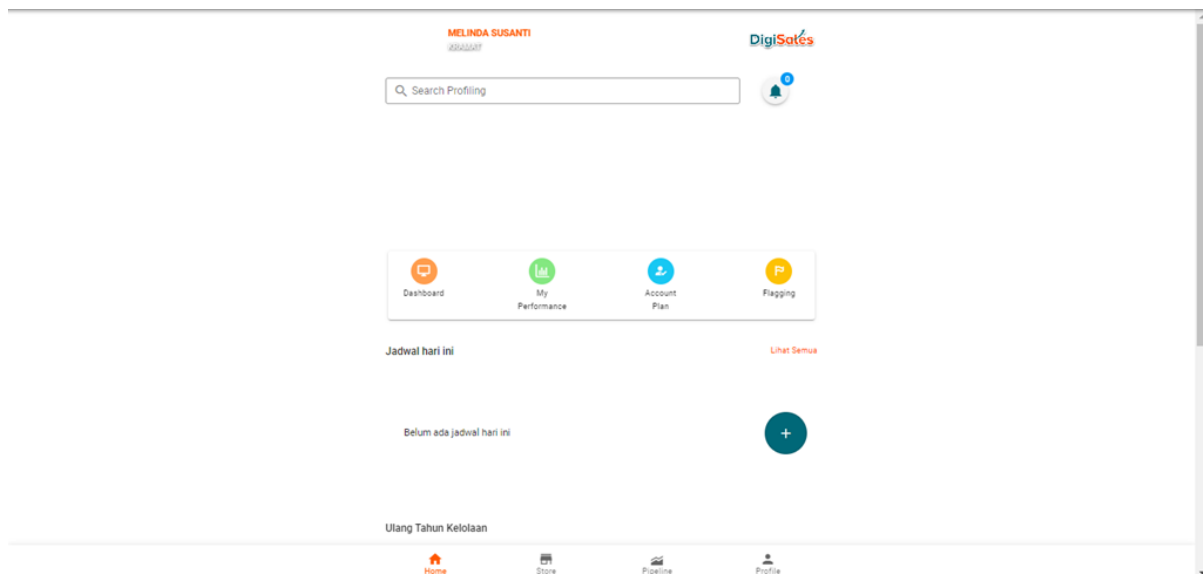 MELINDA SUSANTI
KRAMAT
DigiSales
Search Profiling
0
Dashboard
My
Performance
Account
Plan
Flagging
Jadwal hari ini
Lihat Semua
Belum ada jadwal hari ini
+
Ulang Tahun Kelolaan
Home
Store
Pipeline
Profile